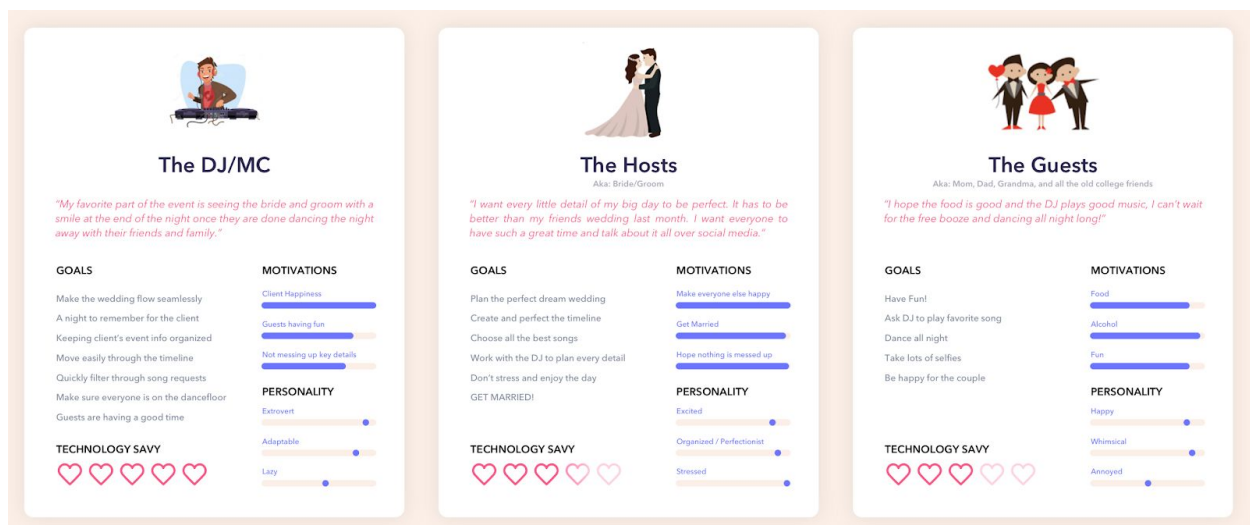 The DJ/MC
“My favorite part of the event is seeing the bride and groom with a
smile at the end of the night once they are done dancing the night
away with their friends and family.”
GOALS
Make the wedding flow seamlessly
A night to remember for the client
Keeping client's event info organized
Move easily through the timeline
Quickly filter through song requests
Make sure everyone is on the dancefloor
Guests are having a good time
TECHNOLOGY SAVY
MOTIVATIONS
Client Happiness
Guests having fun
Not messing up key details
PERSONALITY
Extrovert
Adaptable
Lazy
The Hosts
Aka: Bride/Groom
“I want every little detail of my big day to be perfect. It has to be
better than my friends wedding last month. I want everyone to
have such a great time and talk about it all over social media.”
GOALS
Plan the perfect dream wedding
Create and perfect the timeline
Choose all the best songs
Work with the DJ to plan every detail
Don't stress and enjoy the day
GET MARRIED!
TECHNOLOGY SAVY
MOTIVATIONS
Make everyone else happy
Get Married
Hope nothing is messed up
PERSONALITY
Excited
Organized / Perfectionist
Stressed
The Guests
Aka: Mom, Dad, Grandma, and all the old college friends
“I hope the food is good and the DJ plays good music, I can't wait
for the free booze and dancing all night long!”
GOALS
Have Fun!
Ask DJ to play favorite song
Dance all night
Take lots of selfies
Be happy for the couple
TECHNOLOGY SAVY
MOTIVATIONS
Food
Alcohol
Fun
PERSONALITY
Happy
Whimsical
Annoyed